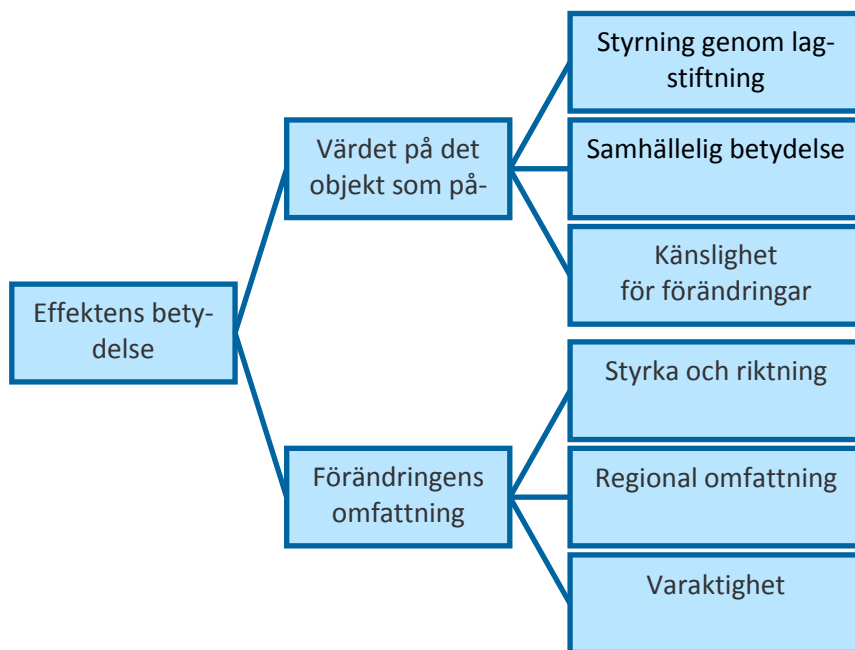 Styrning genom lag-
stiftning
Värdet på det
objekt som på-
Samhällelig betydelse
Känslighet
för förändringar
Effektens bety-
delse
Styrka och riktning
Förändringens
omfattning
Regional omfattning
Varaktighet